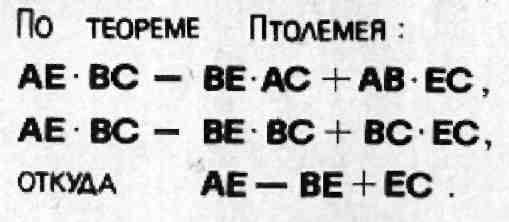 По теореме Птолемея :
AE · BC — BE · AC + AB · EC ,
AE · BC — BE · BC + BC · EC,
откуда AE — BE + EC .